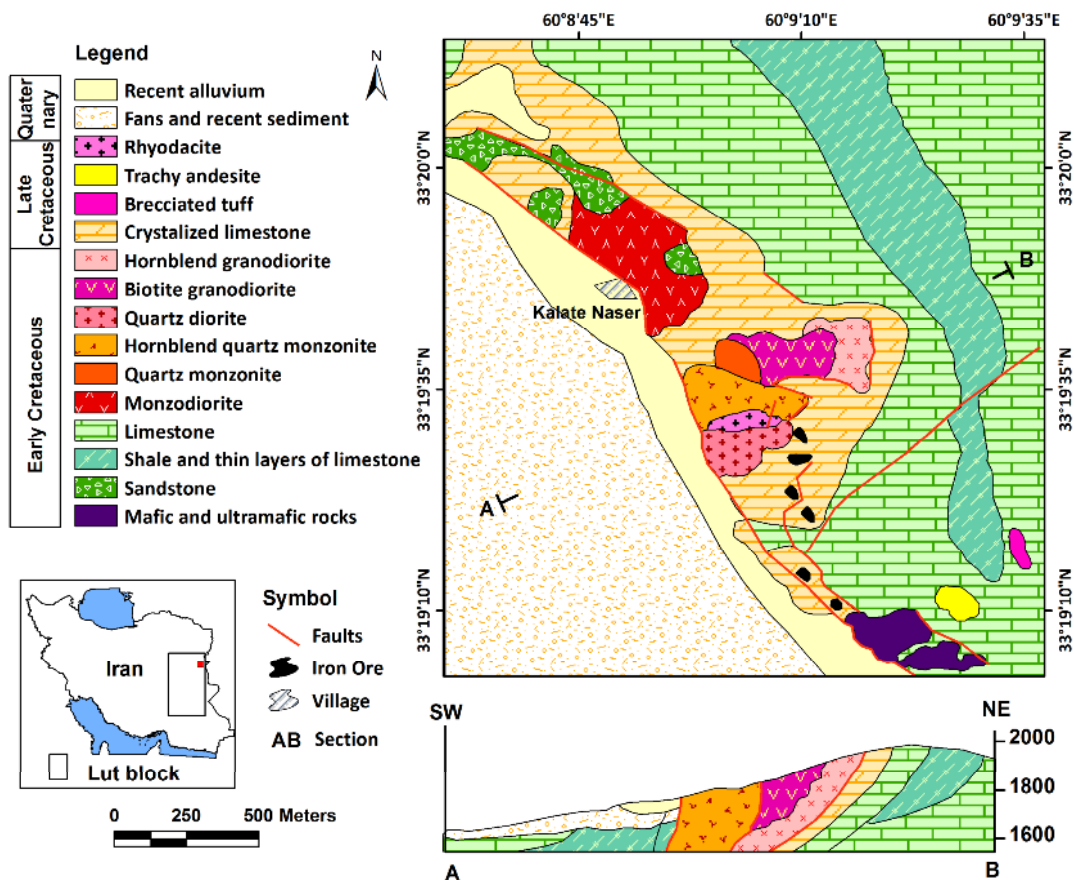 60°8'45"E
60°9'10"E
60°9'35"E
Legend
N
Quater
nary
Late
Cretaceous
Early Cretaceous
Recent alluvium
Fans and recent sediment
Rhyodacite
Trachy andesite
Brecciated tuff
Crystalized limestone
Hornblend granodiorite
Biotite granodiorite
Quartz diorite
Hornblend quartz monzonite
Quartz monzonite
Monzodiorite
Limestone
Shale and thin layers of limestone
Sandstone
Mafic and ultramafic rocks
33°20'0"N
33°19'35"N
33°19'10"N
33°20'0"N
33°19'35"N
33°19'10"N
B
Kalate Naser
A
Iran
Lut block
0 250 500 Meters
Symbol
Faults
Iron Ore
Village
AB Section
SW
NE
2000
1800
1600
A
B